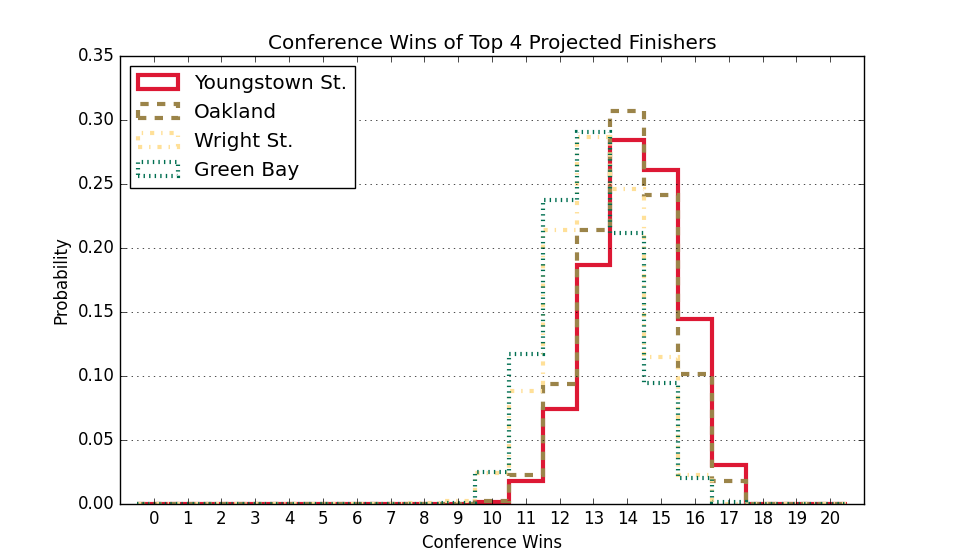 Conference Wins of Top 4 Projected Finishers
0.35
0.30
0.25
0.20
0.15
0.10
0.05
0.00
Probability
Youngstown St.
Oakland
Wright St.
Green Bay
0 1 2 3 4 5 6 7 8 9 10 11 12 13 14 15 16 17 18 19 20
Conference Wins